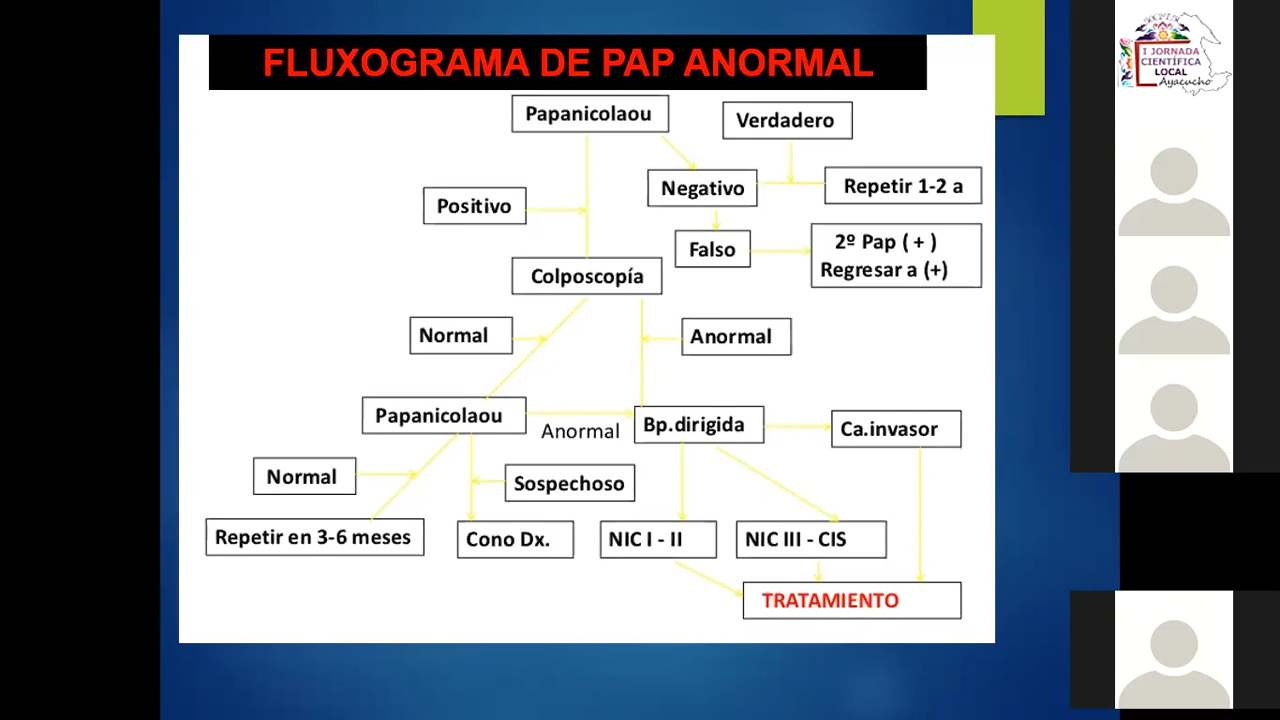 FLUXOGRAMA DE PAP ANORMAL
I JORNADA
CIENTÍFICA
LOCAL
Ayacucho
Papanicolaou
Verdadero
Negativo
Repetir 1-2 a
Positivo
Falso
2º Pap ( + )
Regresar a (+)
Colposcopía
Normal
Anormal
Papanicolaou
Anormal
Bp.dirigida
Ca.invasor
Normal
Sospechoso
Repetir en 3-6 meses
Cono Dx.
NIC I - II
NIC III - CIS
TRATAMIENTO